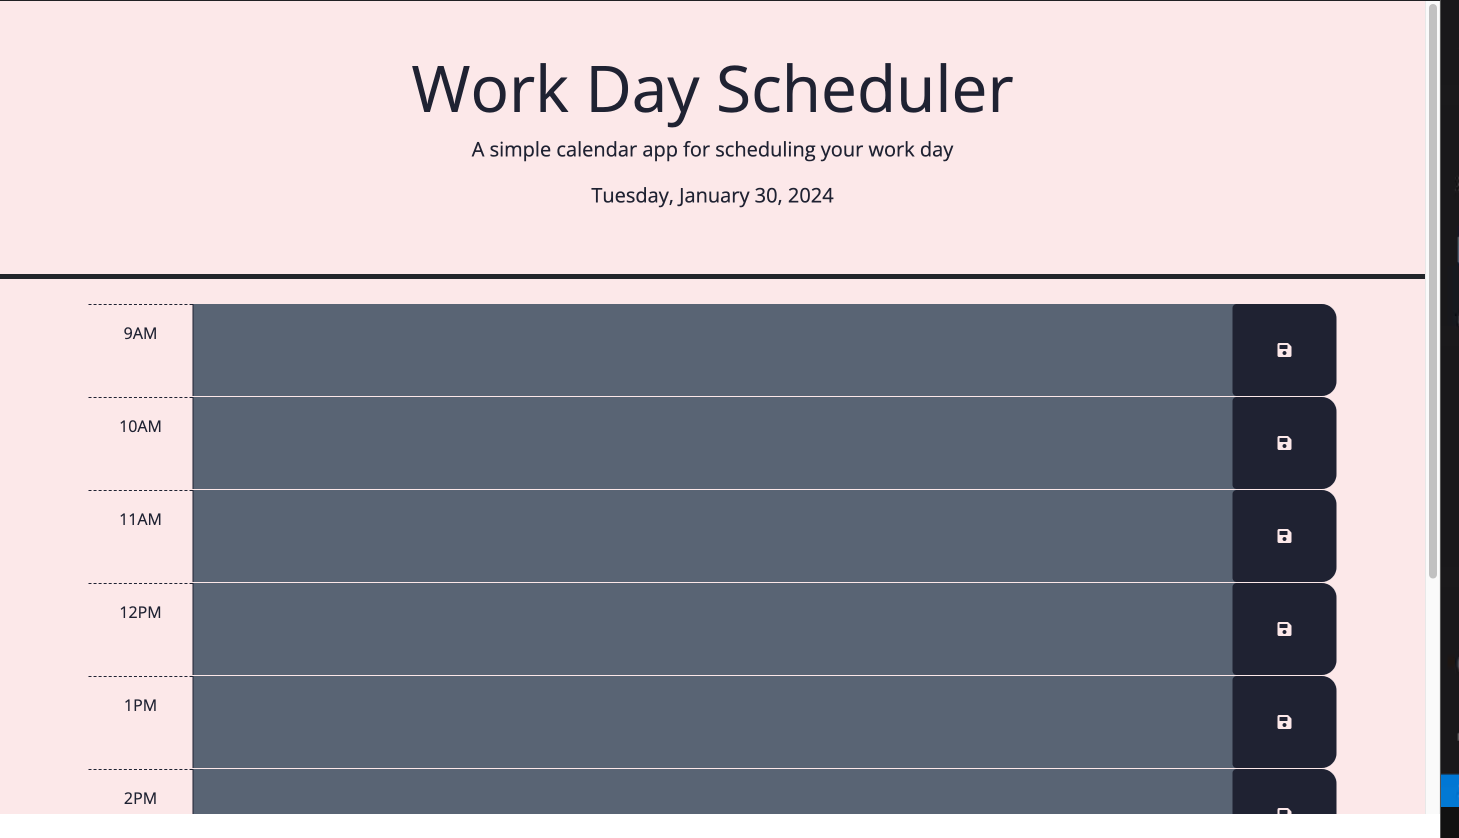 Work Day Scheduler
A simple calendar app for scheduling your work day
Tuesday, January 30, 2024
9AM
10AM
11AM
12PM
1PM
2PM